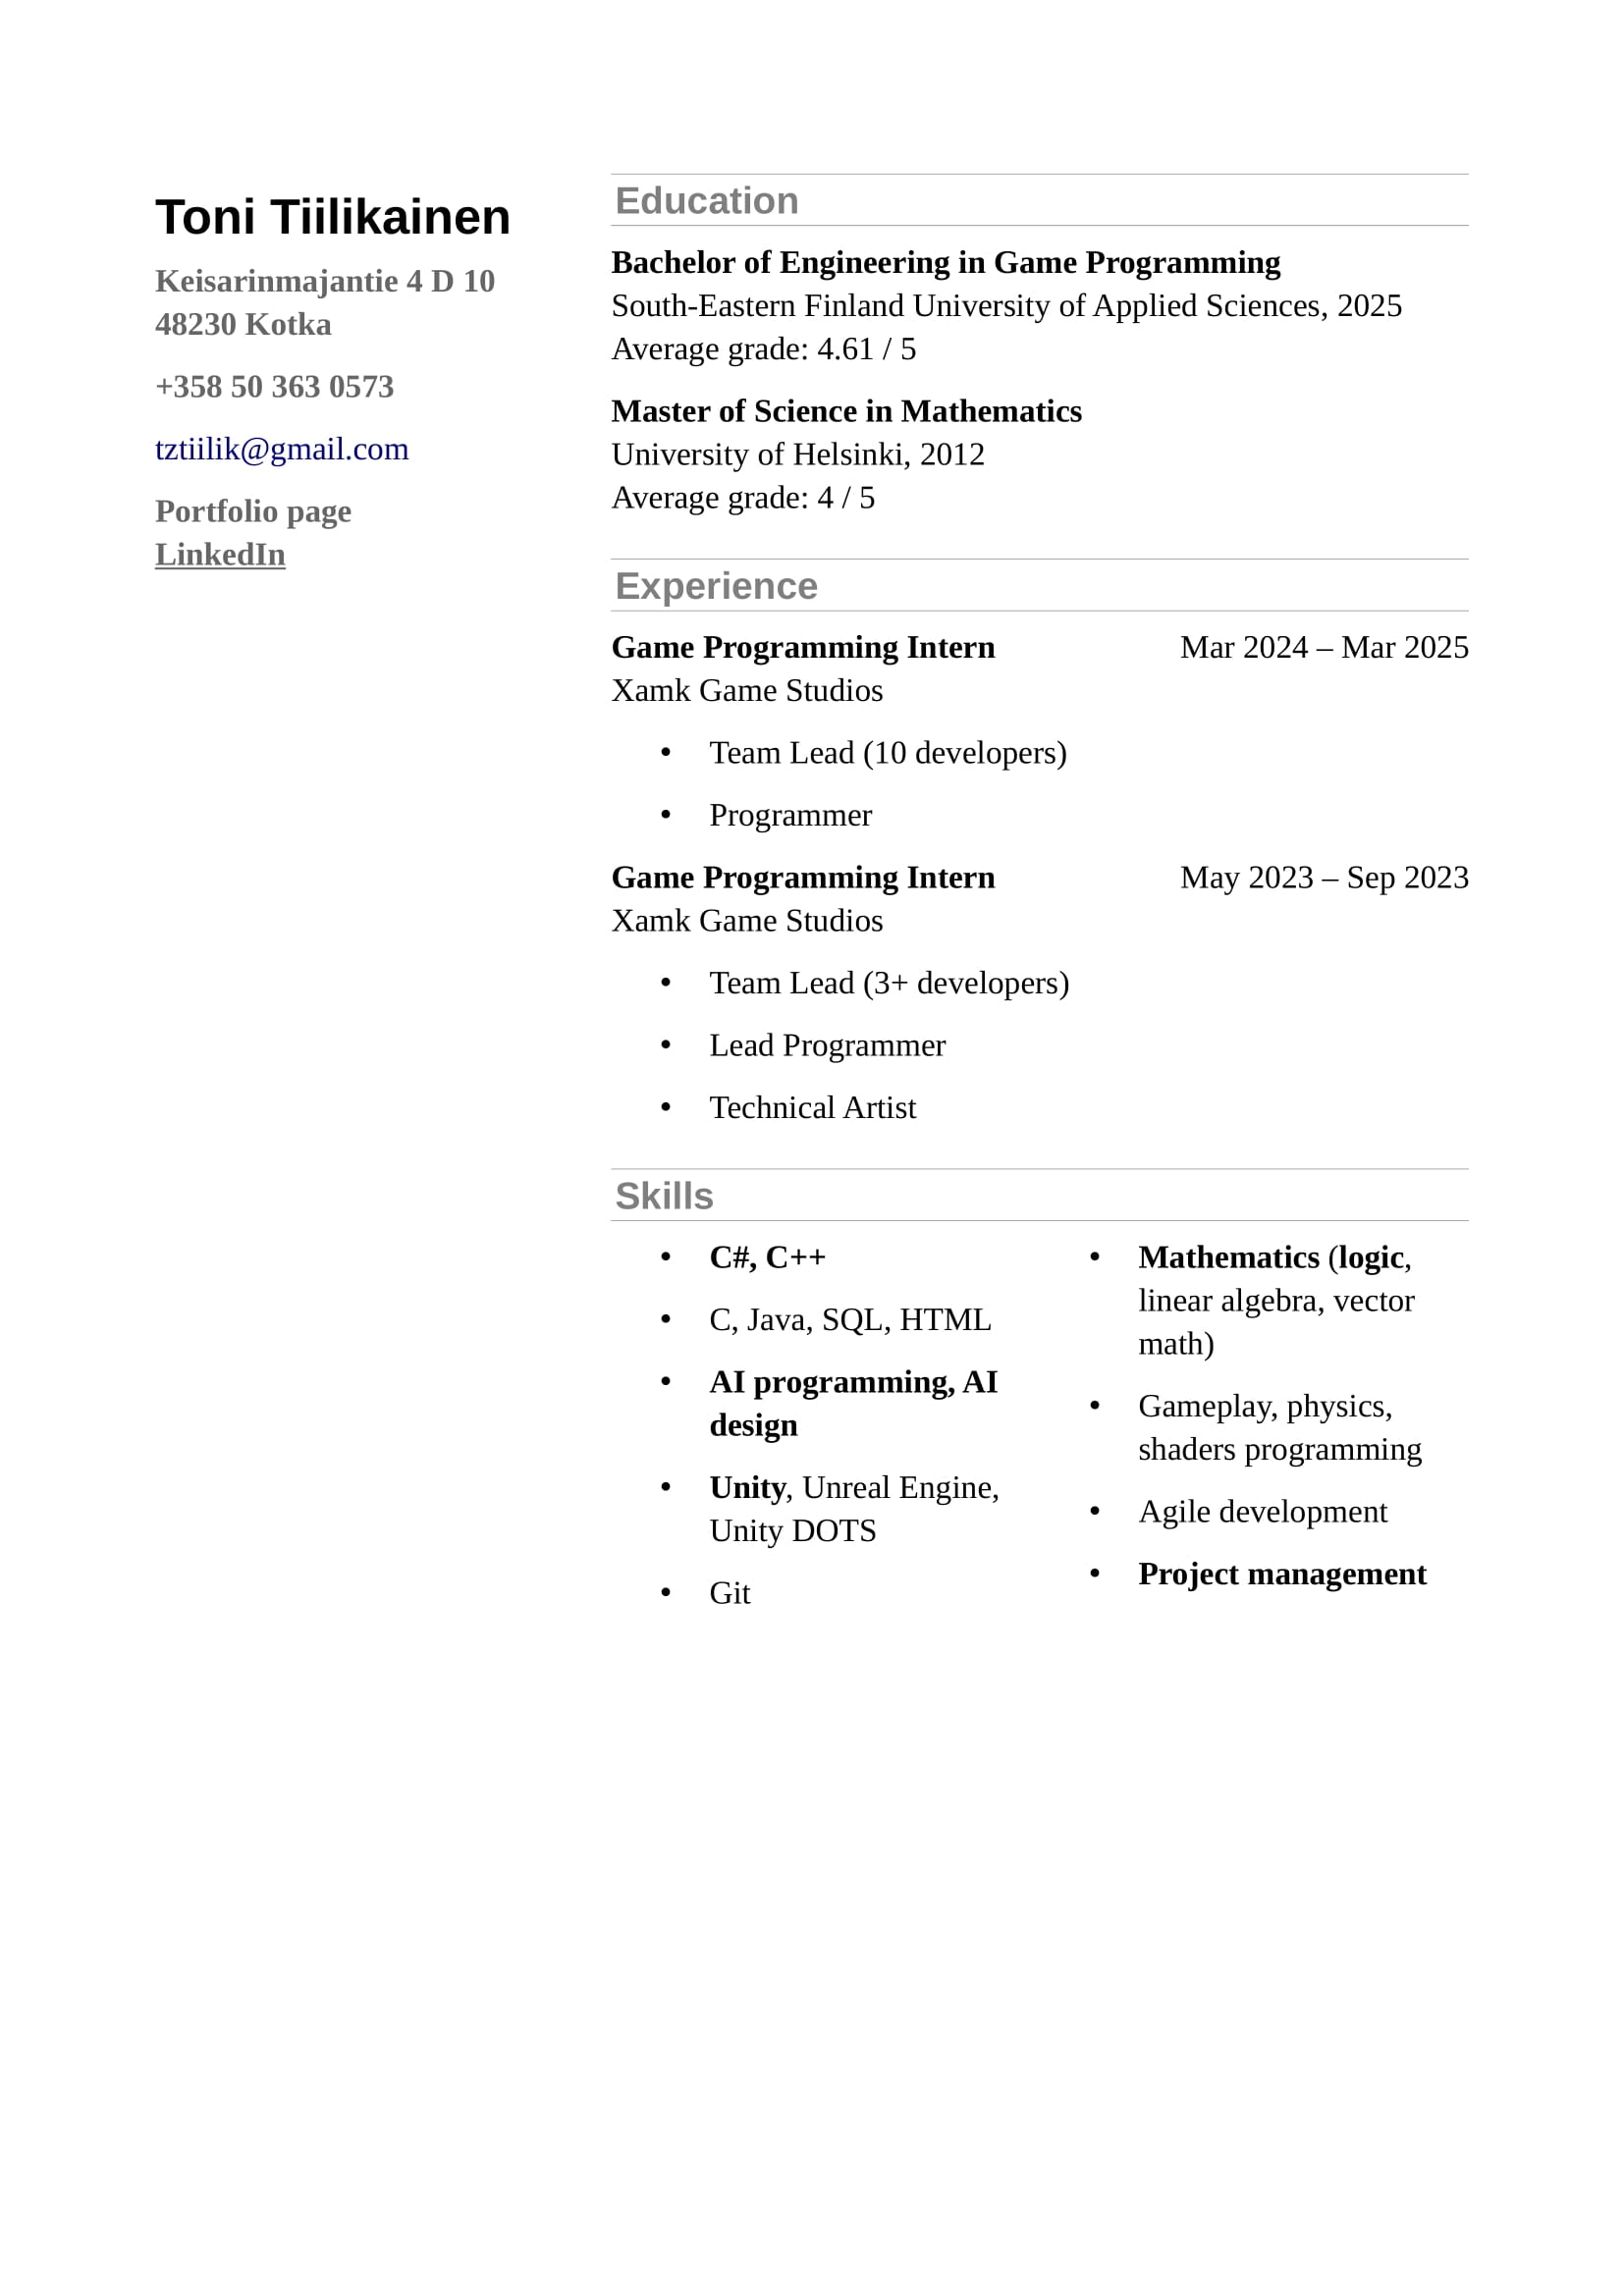 Toni Tiilikainen
Keisarinmajantie 4 D 10
48230 Kotka
+358 50 363 0573
tztiilik@gmail.com
Portfolio page
LinkedIn
Education
Bachelor of Engineering in Game Programming
South-Eastern Finland University of Applied Sciences, 2025
Average grade: 4.61 / 5
Master of Science in Mathematics
University of Helsinki, 2012
Average grade: 4 / 5
Experience
Game Programming Intern Mar 2024 – Mar 2025
Xamk Game Studios
• Team Lead (10 developers)
• Programmer
Game Programming Intern May 2023 – Sep 2023
Xamk Game Studios
• Team Lead (3+ developers)
• Lead Programmer
• Technical Artist
Skills
• C#, C++
• C, Java, SQL, HTML
• AI programming, AI
design
• Unity, Unreal Engine,
Unity DOTS
• Git
• Mathematics (logic,
linear algebra, vector
math)
• Gameplay, physics,
shaders programming
• Agile development
• Project management